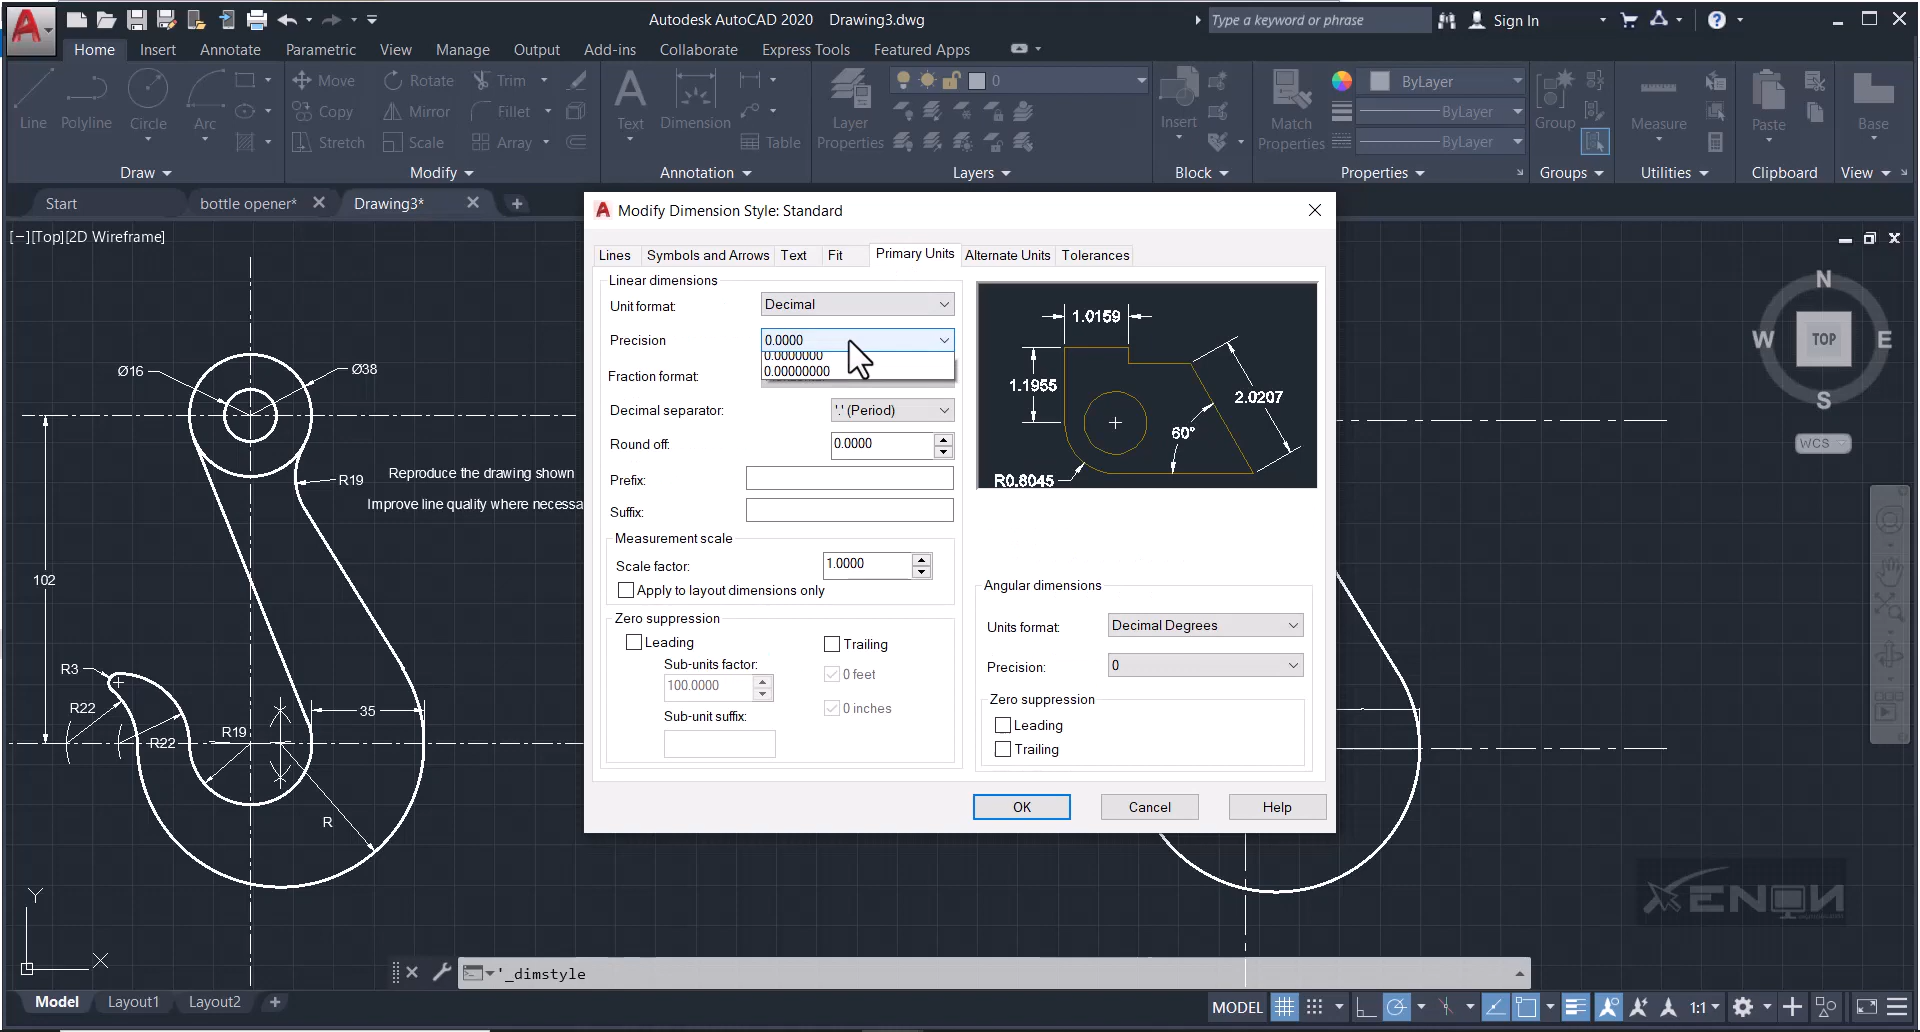 Autodesk AutoCAD 2020 Drawing3.dwg
Type a keyword or phrase
Sign In
Home Insert Annotate Parametric View Manage Output Add-ins Collaborate Express Tools Featured Apps
Line Polyline Circle Arc
Move Rotate Trim
Copy Mirror Fillet
Stretch Scale Array
Text Dimension Table
Layer Properties
0
Insert
Match Properties
ByLayer
ByLayer
ByLayer
Group Measure Paste Base
Draw Modify Annotation Layers Block Properties Groups Utilities Clipboard View
Start bottle opener* Drawing3*
[−][Top][2D Wireframe]
Modify Dimension Style: Standard
Lines Symbols and Arrows Text Fit Primary Units Alternate Units Tolerances
Linear dimensions
Unit format: Decimal
Precision 0.0000
0.0000000
0.00000000
Fraction format:
Decimal separator: '.' (Period)
Round off: 0.0000
Prefix:
Suffix:
Measurement scale
Scale factor: 1.0000
Apply to layout dimensions only
Zero suppression
Leading Trailing
Sub-units factor:
100.0000
0 feet
0 inches
Sub-unit suffix:
1.0159
1.1955
2.0207
60°
R0.8045
Angular dimensions
Units format: Decimal Degrees
Precision: 0
Zero suppression
Leading
Trailing
OK Cancel Help
Ø16
Ø38
R19
Reproduce the drawing shown
Improve line quality where necessa
102
R3
R22
R22
R19
35
R
N
W TOP E
S
WCS
XENON
Y
X
'_dimstyle
Model Layout1 Layout2
MODEL 1:1